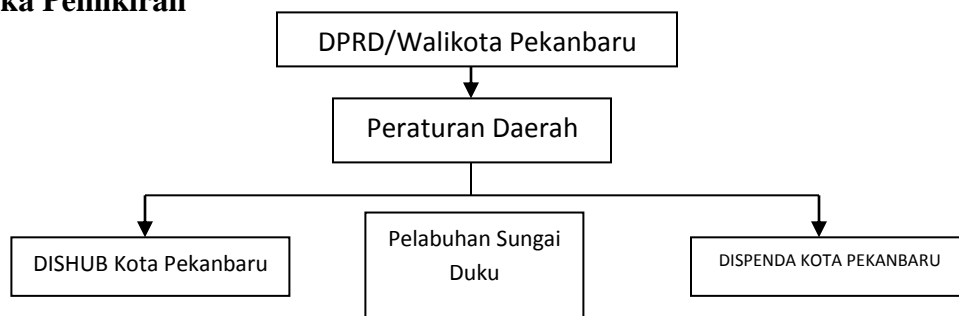 ka Pemikiran
DPRD/Walikota Pekanbaru
Peraturan Daerah
DISHUB Kota Pekanbaru
Pelabuhan Sungai
Duku
DISPENDA KOTA PEKANBARU